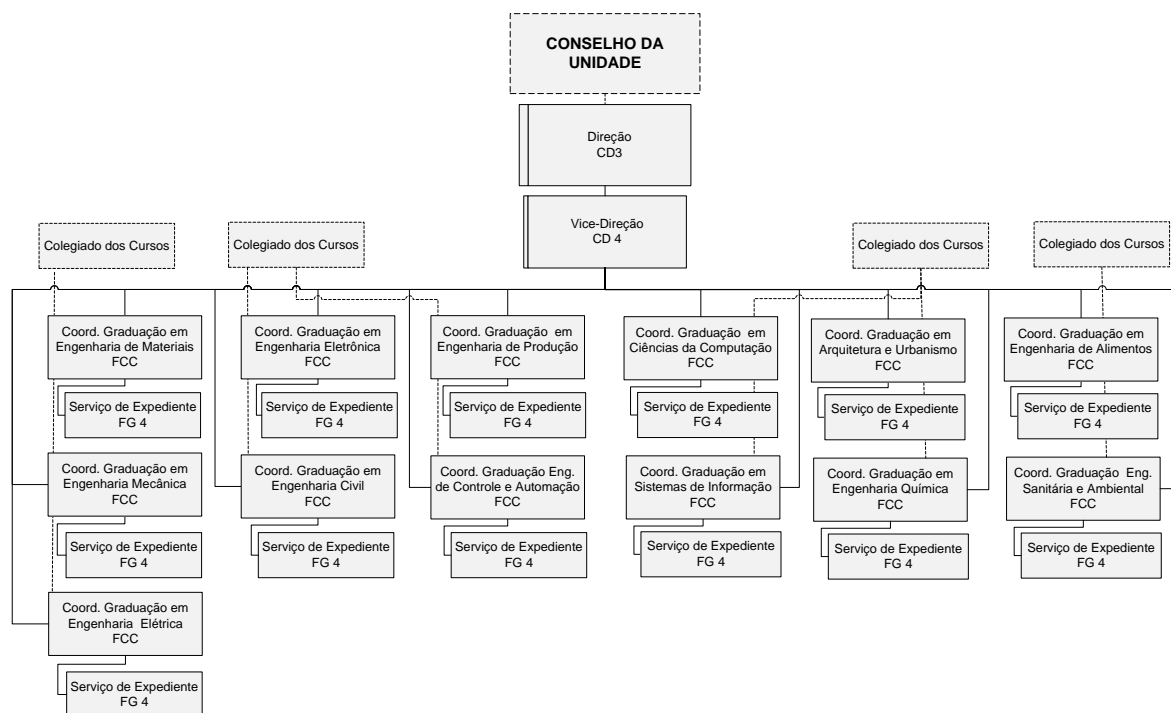 CONSELHO DA
UNIDADE
Direção
CD3
Vice-Direção
CD 4
Colegiado dos Cursos
Colegiado dos Cursos
Colegiado dos Cursos
Colegiado dos Cursos
Coord. Graduação em
Engenharia de Materais
FCC
Coord. Graduação em
Engenharia Eletrônica
FCC
Coord. Graduação em
Engenharia de Produção
FCC
Coord. Graduação em
Ciências da Computação
FCC
Coord. Graduação em
Arquitetura e Urbanismo
FCC
Coord. Graduação em
Engenharia de Alimentos
FCC
Serviço de Expediente
FG 4
Serviço de Expediente
FG 4
Serviço de Expediente
FG 4
Serviço de Expediente
FG 4
Serviço de Expediente
FG 4
Serviço de Expediente
FG 4
Coord. Graduação em
Engenharia Mecânica
FCC
Coord. Graduação em
Engenharia Civil
FCC
Coord. Graduação Eng.
de Controle e Automação
FCC
Coord. Graduação em
Sistemas de Informação
FCC
Coord. Graduação em
Engenharia Química
FCC
Coord. Graduação Eng.
Sanitária e Ambiental
FCC
Serviço de Expediente
FG 4
Serviço de Expediente
FG 4
Serviço de Expediente
FG 4
Serviço de Expediente
FG 4
Serviço de Expediente
FG 4
Serviço de Expediente
FG 4
Coord. Graduação em
Engenharia Elétrica
FCC
Serviço de Expediente
FG 4